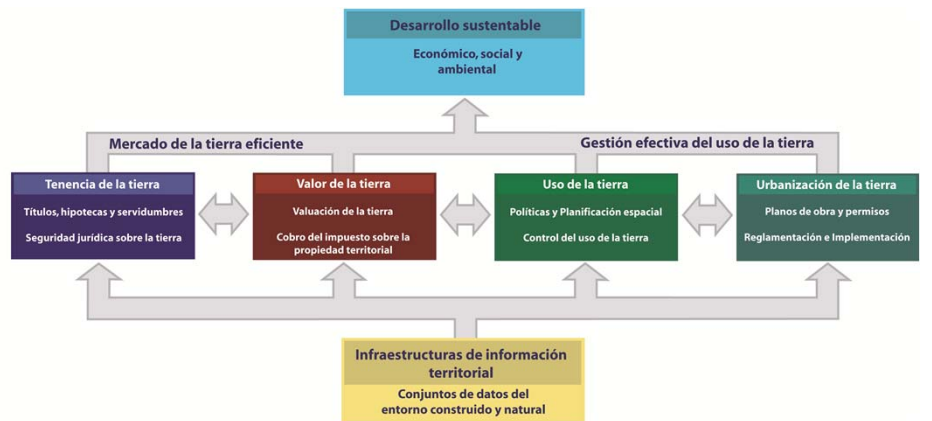 Desarrollo sustentable
Económico, social y
ambiental
Mercado de la tierra eficiente
Gestión efectiva del uso de la tierra
Tenencia de la tierra
Títulos, hipotecas y servidumbres
Seguridad jurídica sobre la tierra
Valor de la tierra
Valuación de la tierra
Cobro del impuesto sobre la
propiedad territorial
Uso de la tierra
Políticas y Planificación espacial
Control del uso de la tierra
Urbanización de la tierra
Planos de obra y permisos
Reglamentación e Implementación
Infraestructuras de información
territorial
Conjuntos de datos del
entorno construido y natural